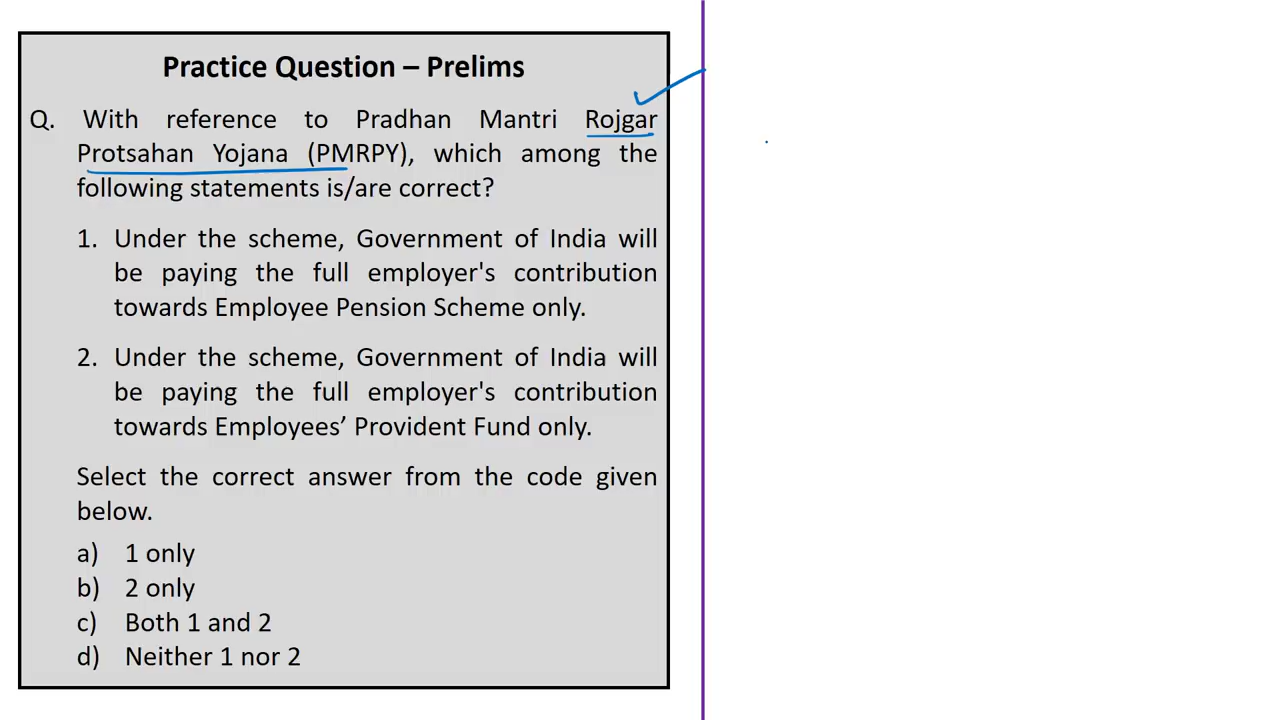 Practice Question – Prelims
Q. With reference to Pradhan Mantri Rojgar
Protsahan Yojana (PMRPY), which among the
following statements is/are correct?
1. Under the scheme, Government of India will
be paying the full employer's contribution
towards Employee Pension Scheme only.
2. Under the scheme, Government of India will
be paying the full employer's contribution
towards Employees’ Provident Fund only.
Select the correct answer from the code given
below.
a) 1 only
b) 2 only
c) Both 1 and 2
d) Neither 1 nor 2